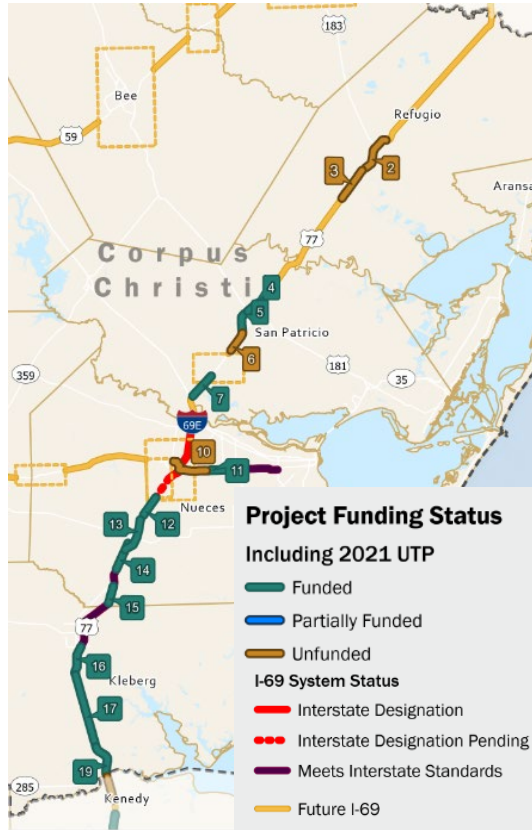 183
Bee
59
Refugio
3
2
Aransa
77
Corpus
Christi
4
5
San Patricio
6
181
359
35
7
69E
10
11
Nueces
13
12
14
15
77
16
Kleberg
17
19
285
Kenedy
Project Funding Status
Including 2021 UTP
Funded
Partially Funded
Unfunded
I-69 System Status
Interstate Designation
Interstate Designation Pending
Meets Interstate Standards
Future I-69